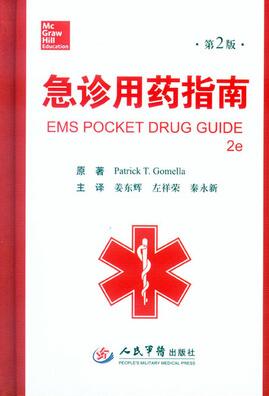 Mc
Graw
Hill
Education
·第2版·
急诊用药指南
EMS POCKET DRUG GUIDE
2e
原 著 Patrick T. Gomella
主 译 姜东辉 左祥荣 秦永新
人民军医出版社
PEOPLE'S MILITARY MEDICAL PRESS